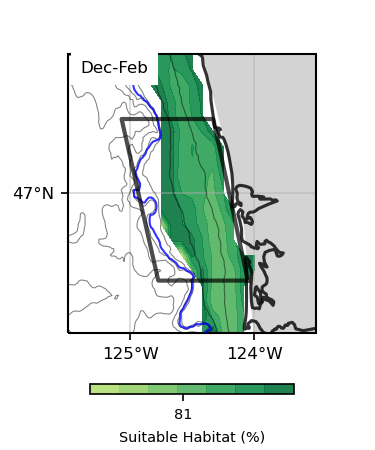 Dec-Feb
47°N
125°W 124°W
81
Suitable Habitat (%)